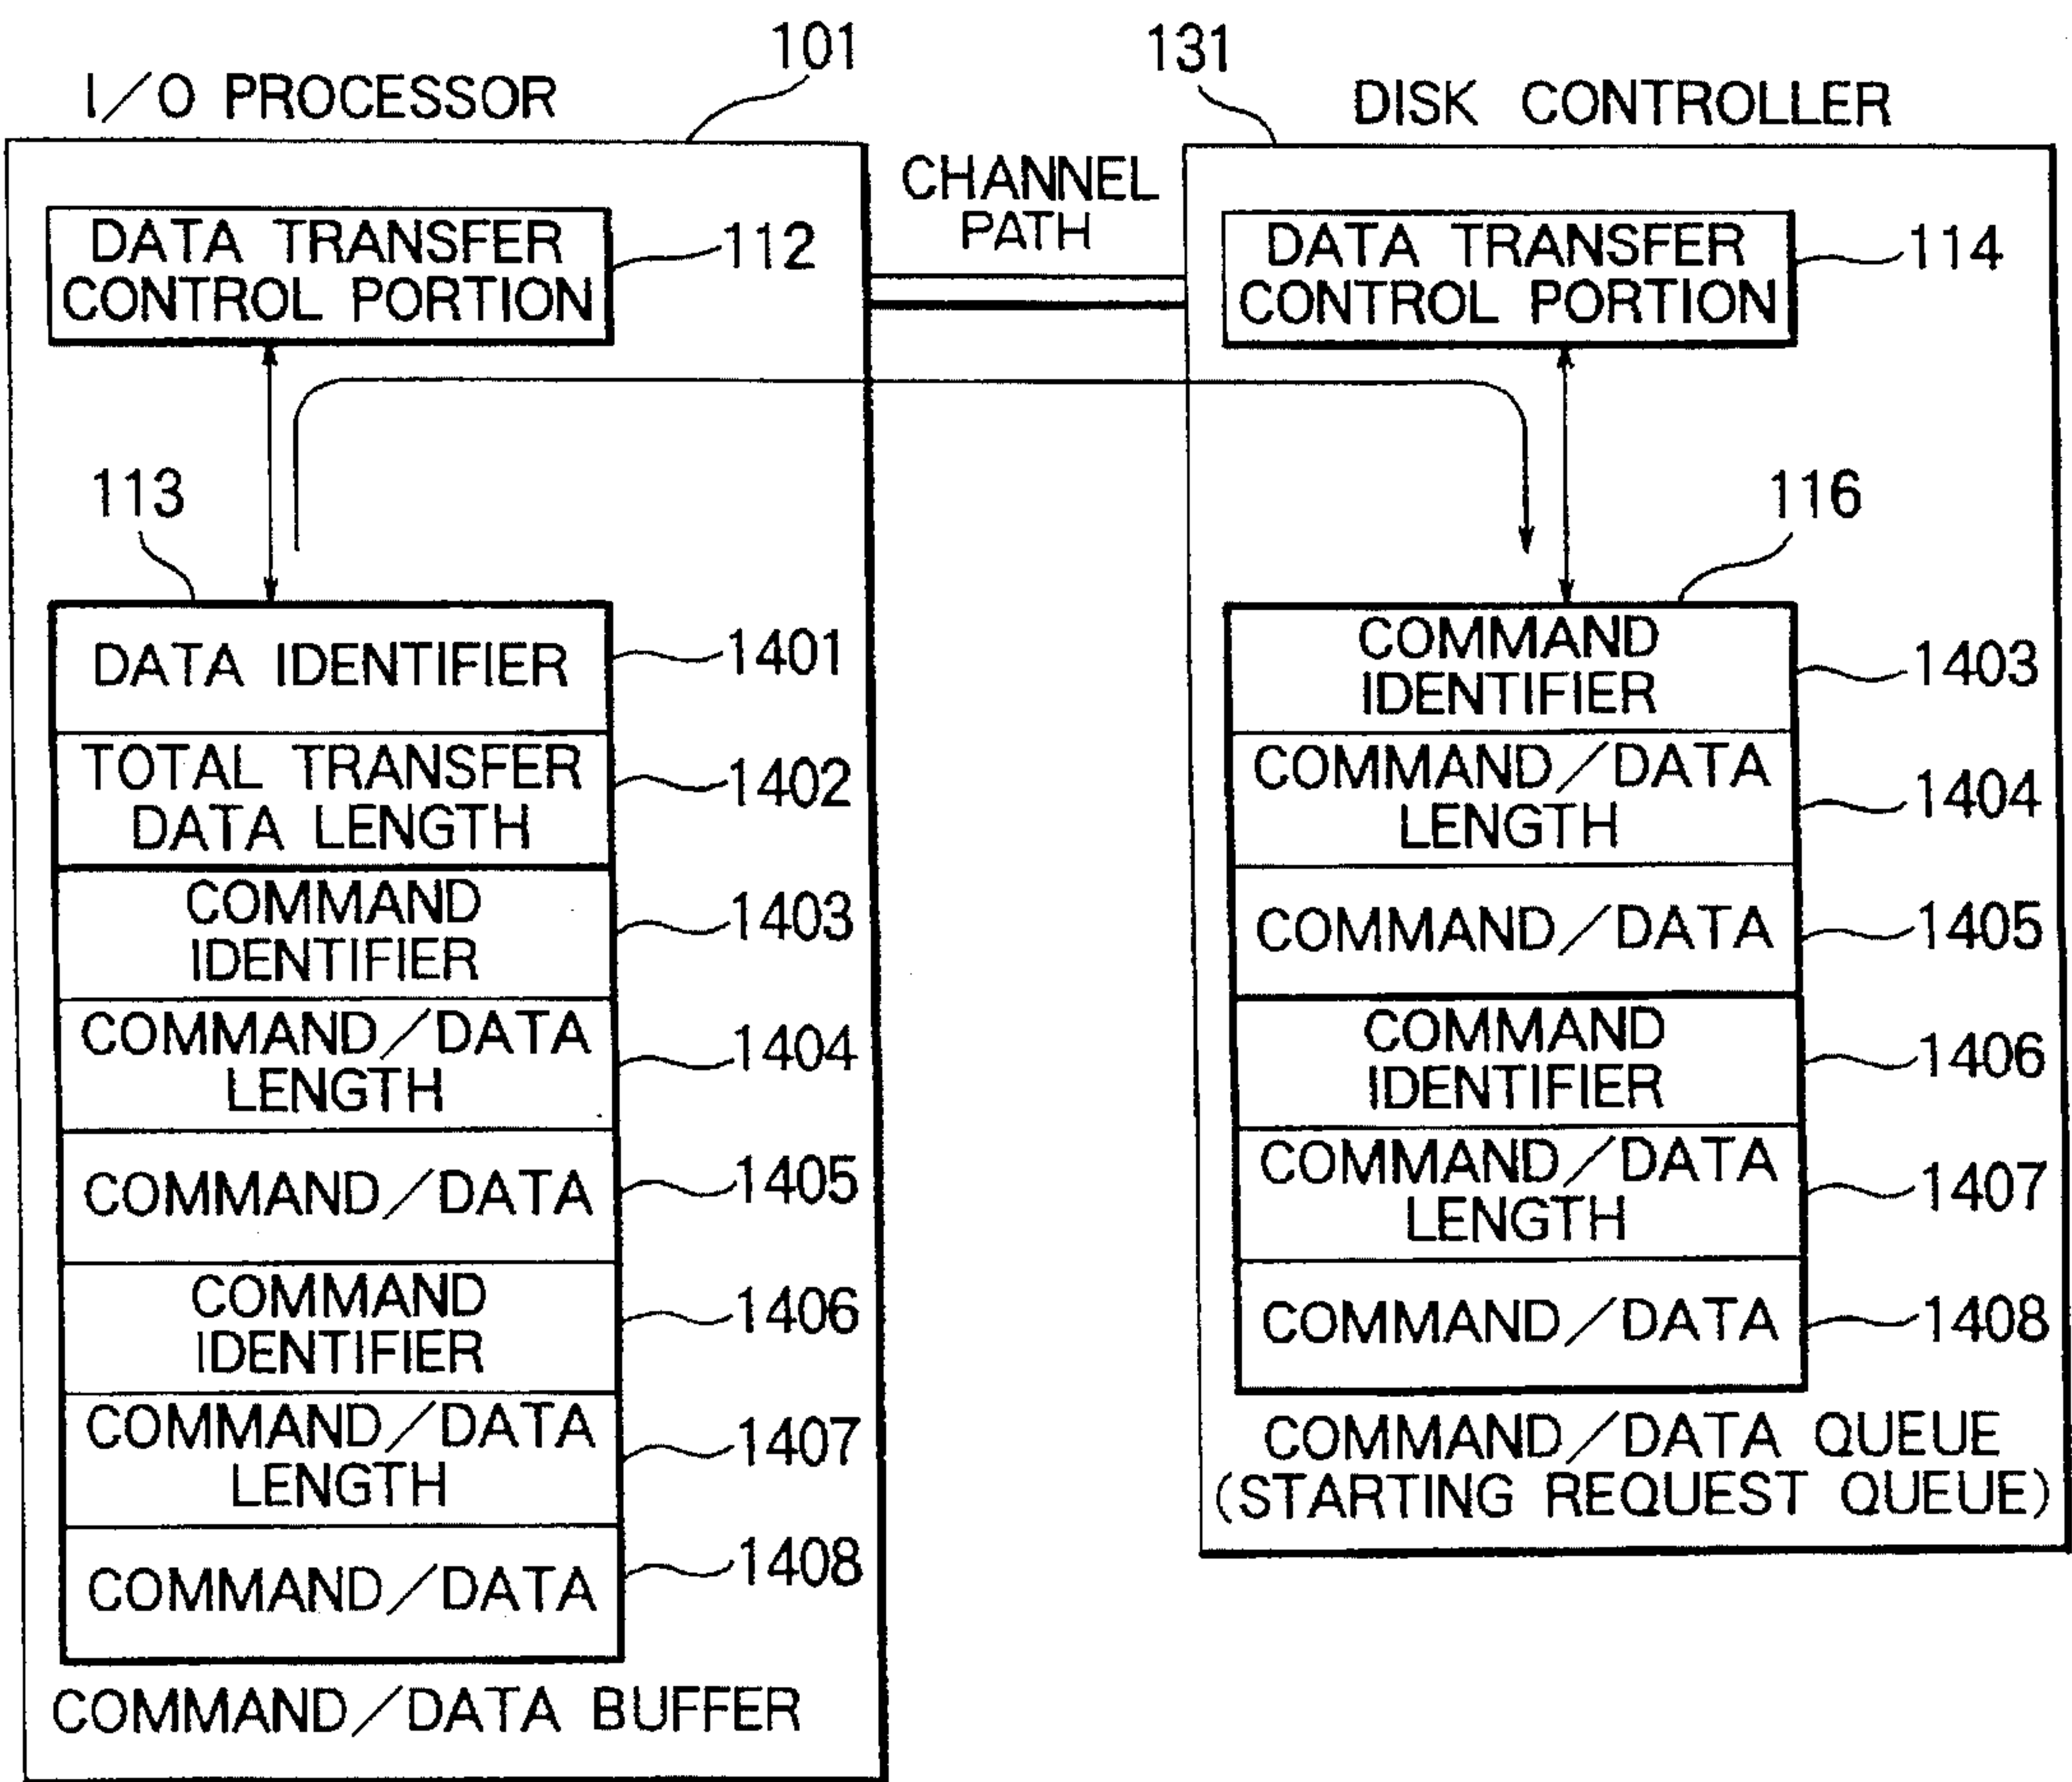 I/O PROCESSOR
101
CHANNEL
PATH
131
DISK CONTROLLER
DATA TRANSFER
CONTROL PORTION
112
113
DATA IDENTIFIER
1401
TOTAL TRANSFER
DATA LENGTH
1402
COMMAND
IDENTIFIER
1403
COMMAND/DATA
LENGTH
1404
COMMAND/DATA
1405
COMMAND
IDENTIFIER
1406
COMMAND/DATA
LENGTH
1407
COMMAND/DATA
1408
COMMAND/DATA BUFFER
DATA TRANSFER
CONTROL PORTION
114
116
COMMAND
IDENTIFIER
1403
COMMAND/DATA
LENGTH
1404
COMMAND/DATA
1405
COMMAND
IDENTIFIER
1406
COMMAND/DATA
LENGTH
1407
COMMAND/DATA
1408
COMMAND/DATA QUEUE
(STARTING REQUEST QUEUE)